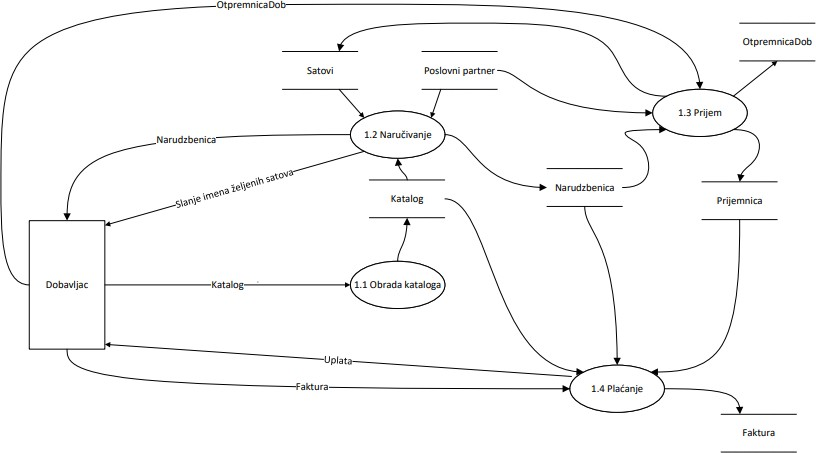 OtpremnicaDob
OtpremnicaDob
Satovi
Poslovni partner
1.3 Prijem
1.2 Naručivanje
Narudzbenica
Slanje imena željenih satova
Narudzbenica
Katalog
Prijemnica
Dobavljac
Katalog
1.1 Obrada kataloga
Uplata
Faktura
1.4 Plaćanje
Faktura